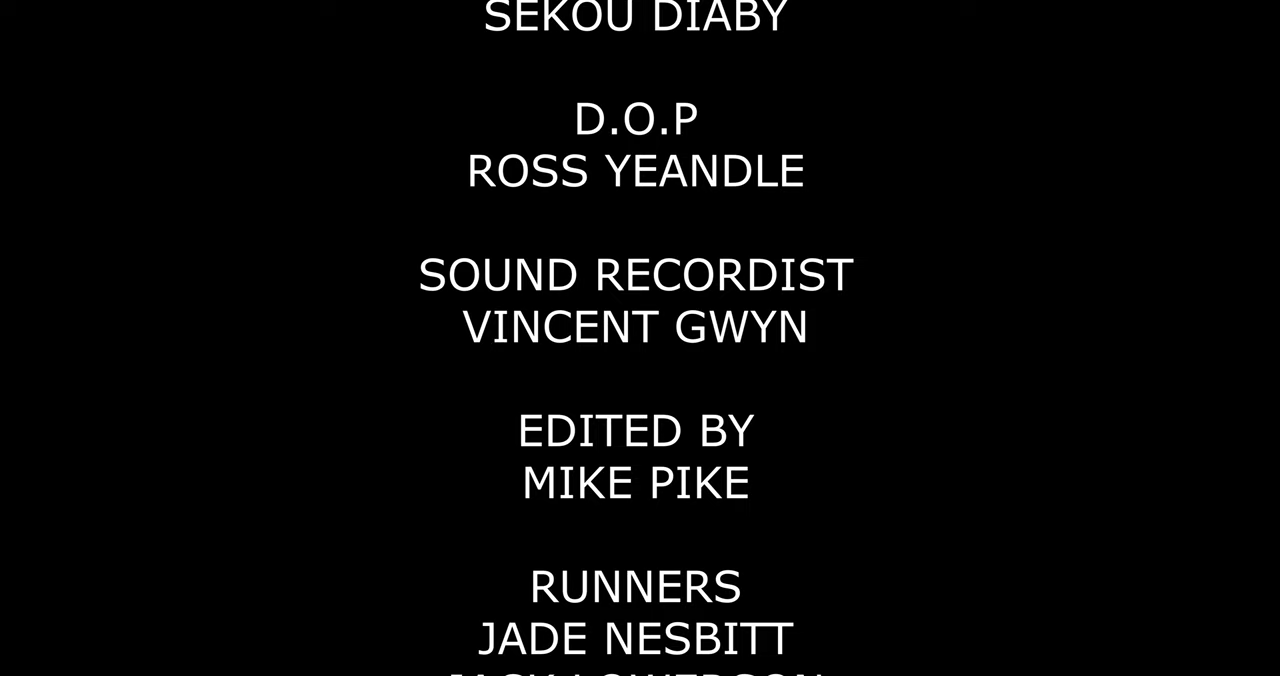 SEKOU DIABY
D.O.P
ROSS YEANDLE
SOUND RECORDIST
VINCENT GWYN
EDITED BY
MIKE PIKE
RUNNERS
JADE NESBITT